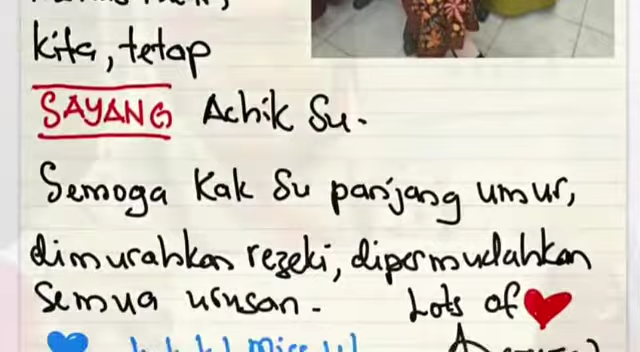 kita, tetap
SAYANG Achik Su.
Semoga Kak Su panjang umur,
dimurahkan rezeki, dipermudahkan
semua urusan. Lots of